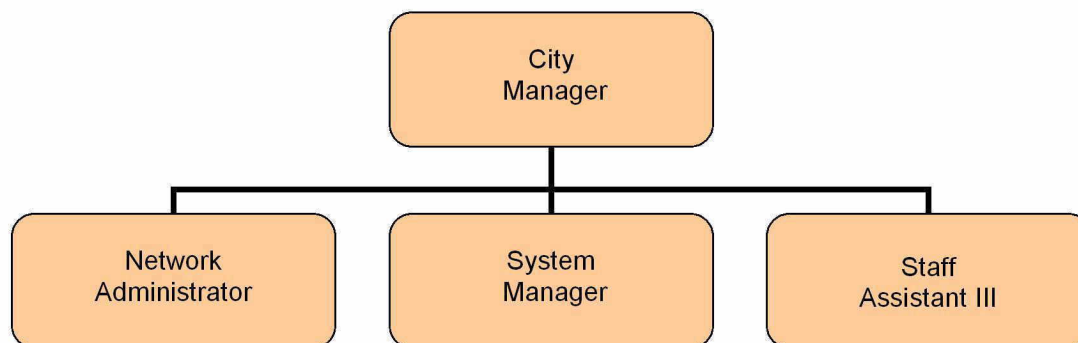 City
Manager
Network
Administrator
System
Manager
Staff
Assistant III